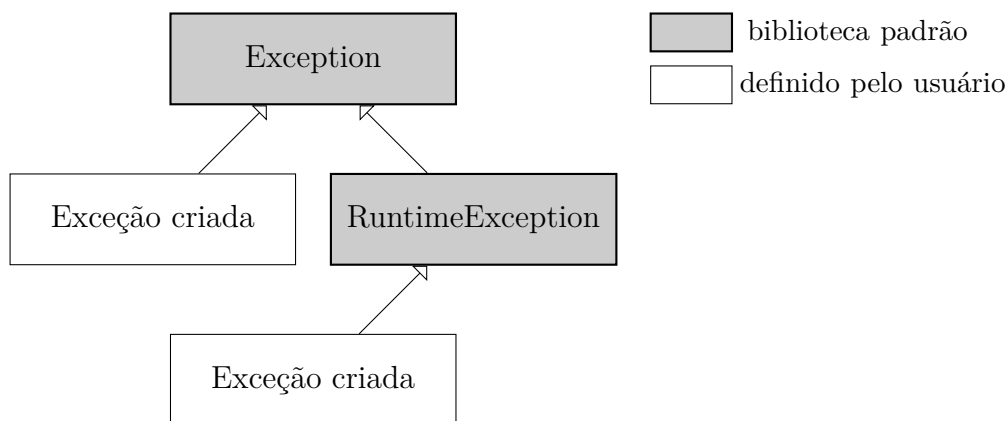 Exception
biblioteca padrão
definido pelo usuário
Exceção criada
RuntimeException
Exceção criada